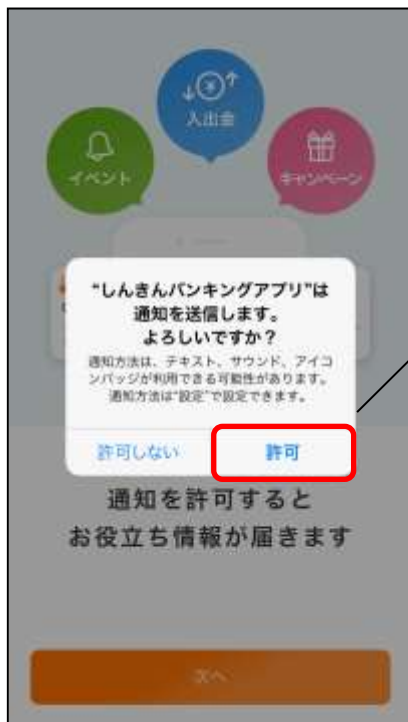 入出金
イベント
キャンペーン
“しんきんバンキングアプリ”は
通知を送信します。
よろしいですか？
通知方法は、テキスト、サウンド、アイコ
ンバッジが利用できる可能性があります。
通知方法は“設定”で設定できます。
許可しない
許可
通知を許可すると
お役立ち情報が届きます
次へ